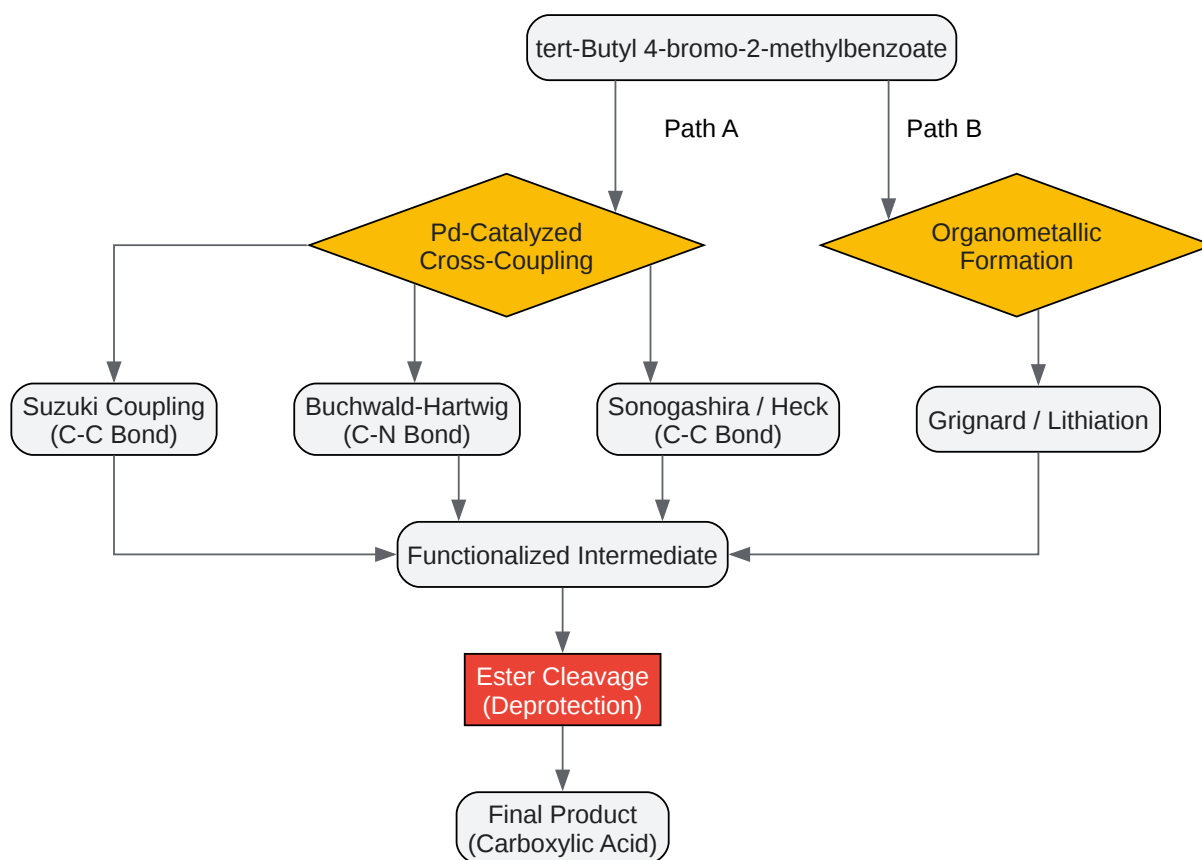 tert-Butyl 4-bromo-2-methylbenzoate
Path A
Path B
Pd-Catalyzed
Cross-Coupling
Organometallic
Formation
Suzuki Coupling
(C-C Bond)
Buchwald-Hartwig
(C-N Bond)
Sonogashira / Heck
(C-C Bond)
Grignard / Lithiation
Functionalized Intermediate
Ester Cleavage
(Deprotection)
Final Product
(Carboxylic Acid)